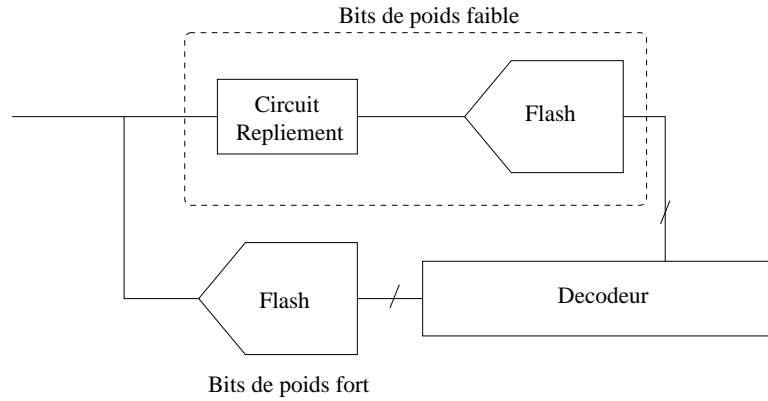 Bits de poids faible
Circuit
Repliement
Flash
Flash
Decodeur
Bits de poids fort